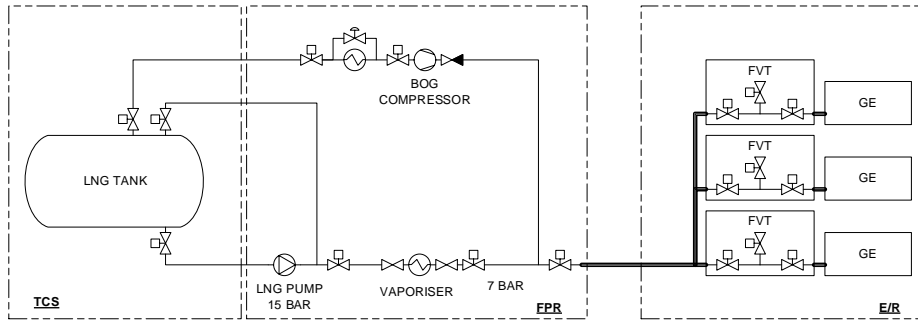 BOG
COMPRESSOR
FVT
GE
LNG TANK
FVT
GE
FVT
GE
LNG PUMP
15 BAR
VAPORISER
7 BAR
TCS
FPR
E/R